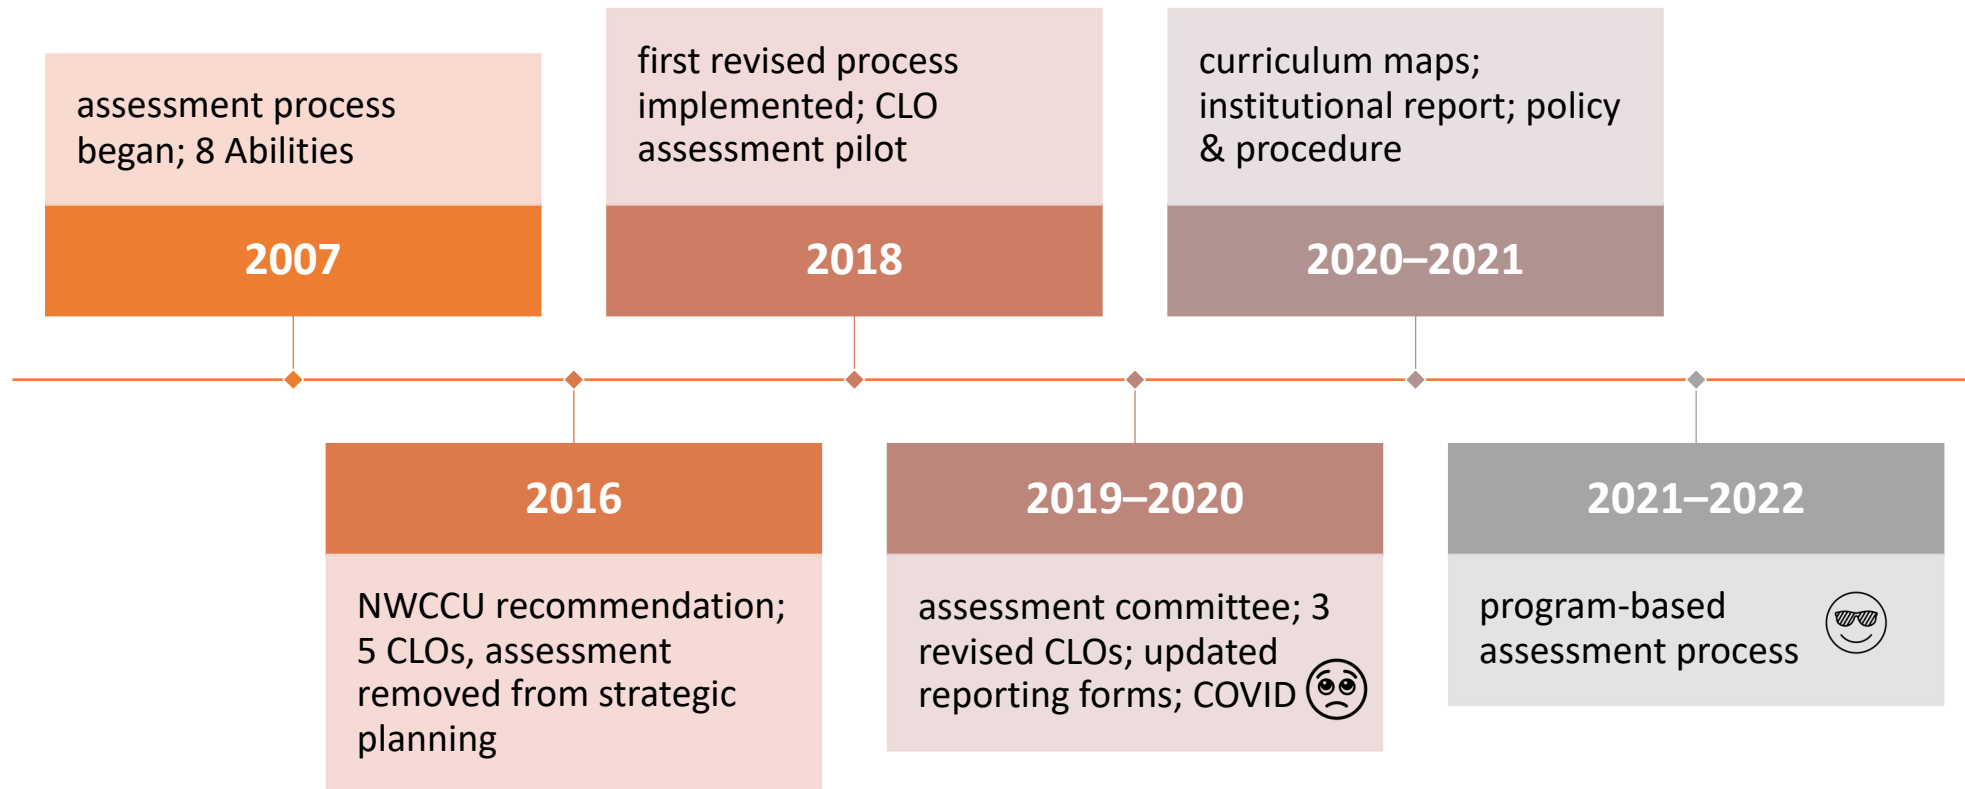 assessment process
began; 8 Abilities
2007
2016
NWCCU recommendation;
5 CLOs, assessment
removed from strategic
planning
first revised process
implemented; CLO
assessment pilot
2018
2019–2020
assessment committee; 3
revised CLOs; updated
reporting forms; COVID
curriculum maps;
institutional report; policy
& procedure
2020–2021
2021–2022
program-based
assessment process